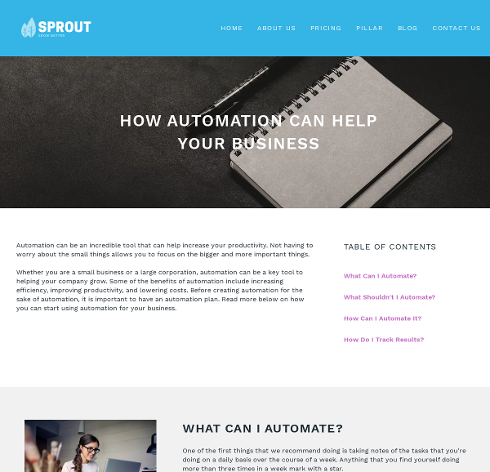 SPROUT
HOME ABOUT US PRICING PILLAR BLOG CONTACT US
HOW AUTOMATION CAN HELP
YOUR BUSINESS
Automation can be an incredible tool that can help increase your productivity. Not having to
worry about the small things allows you to focus on the bigger and more important things.
Whether you are a small business or a large corporation, automation can be a key tool to
helping your company grow. Some of the benefits of automation include increasing
efficiency, improving productivity, and lowering costs. Before creating automation for the
sake of automation, it is important to have an automation plan. Read more below on how
you can start using automation for your business.
TABLE OF CONTENTS
What Can I Automate?
What Shouldn't I Automate?
How Can I Automate It?
How Do I Track Results?
WHAT CAN I AUTOMATE?
One of the first things that we recommend doing is taking notes of the tasks that you're
doing on a daily basis over the course of a week. Anything that you find yourself doing
more than three times in a week mark with a star.